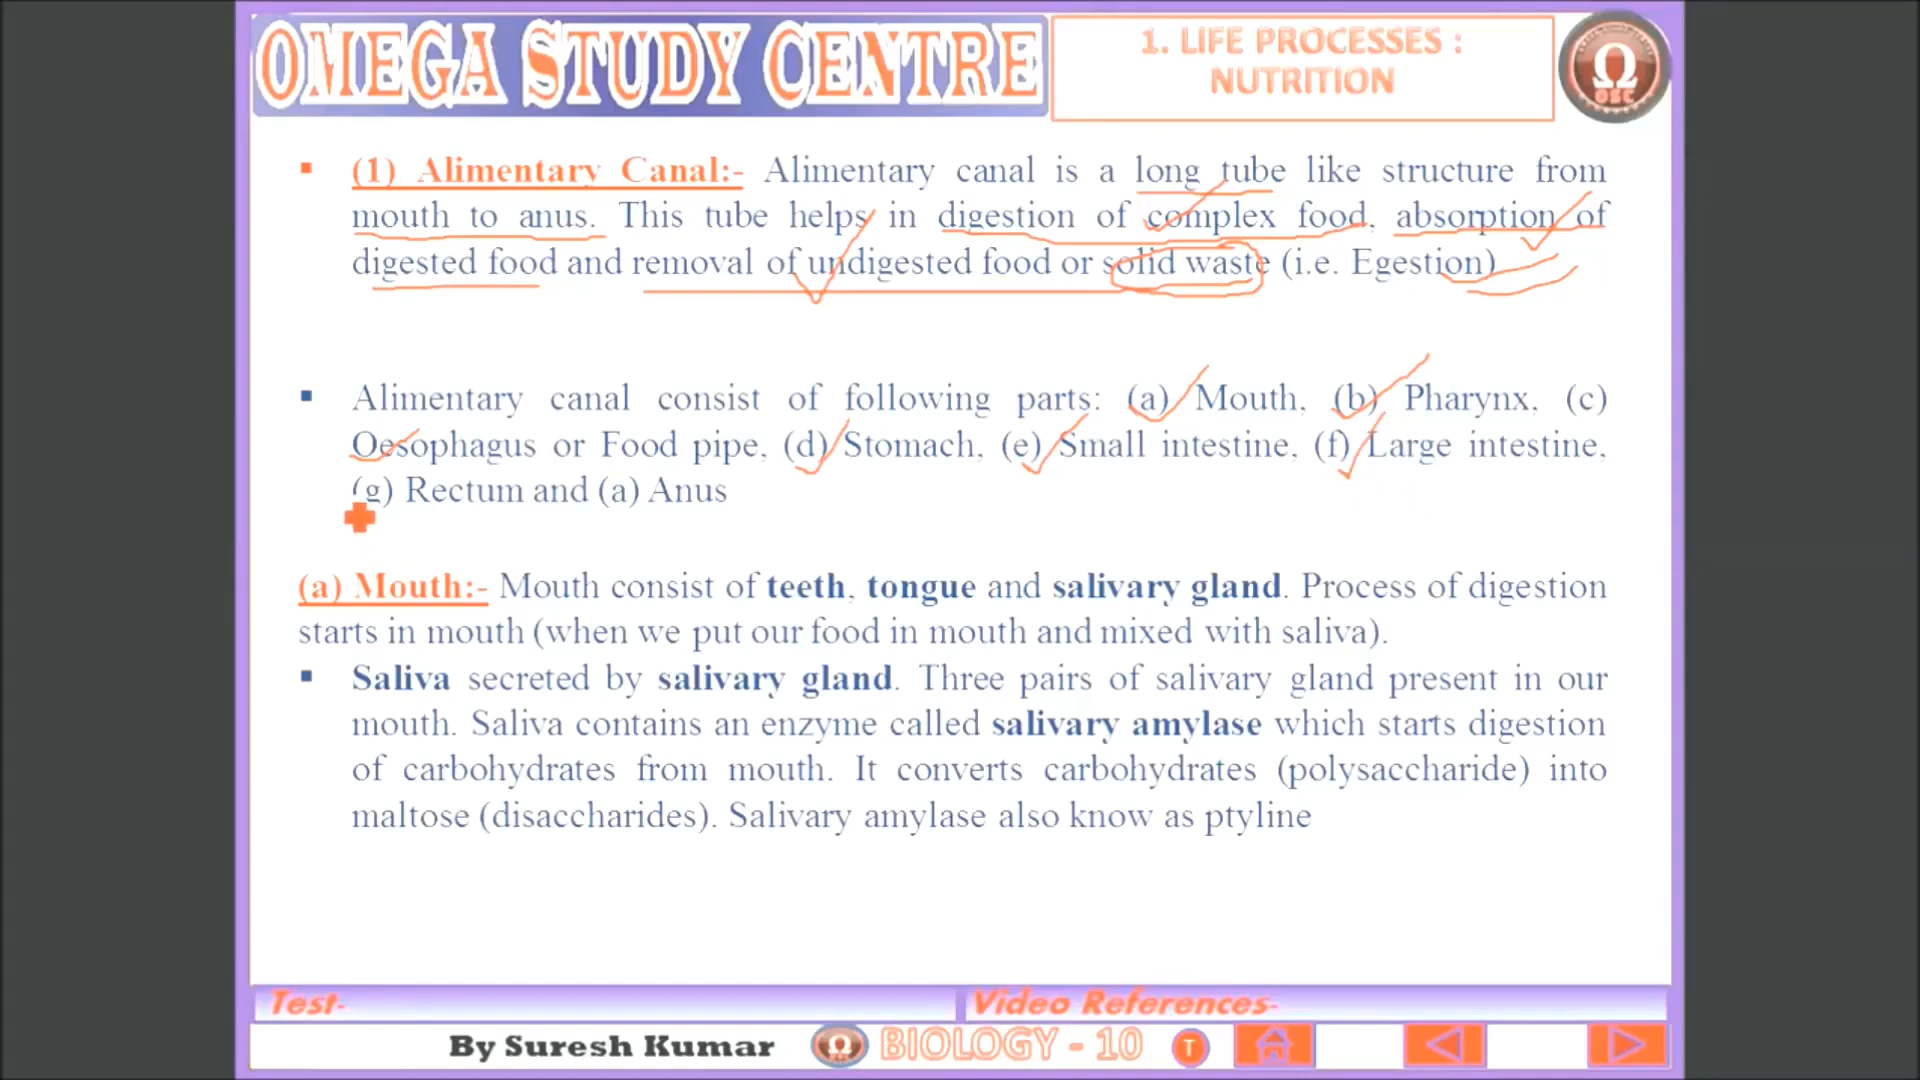 OMEGA STUDY CENTRE
1. LIFE PROCESSES :
NUTRITION
Ω
OSC
(1) Alimentary Canal:- Alimentary canal is a long tube like structure from
mouth to anus. This tube helps in digestion of complex food, absorption of
digested food and removal of undigested food or solid waste (i.e. Egestion)
Alimentary canal consist of following parts: (a) Mouth, (b) Pharynx, (c)
Oesophagus or Food pipe, (d) Stomach, (e) Small intestine, (f) Large intestine,
(g) Rectum and (a) Anus
(a) Mouth:- Mouth consist of teeth, tongue and salivary gland. Process of digestion
starts in mouth (when we put our food in mouth and mixed with saliva).
Saliva secreted by salivary gland. Three pairs of salivary gland present in our
mouth. Saliva contains an enzyme called salivary amylase which starts digestion
of carbohydrates from mouth. It converts carbohydrates (polysaccharide) into
maltose (disaccharides). Salivary amylase also know as ptyline
Test-
Video References-
By Suresh Kumar
Ω
BIOLOGY - 10
T